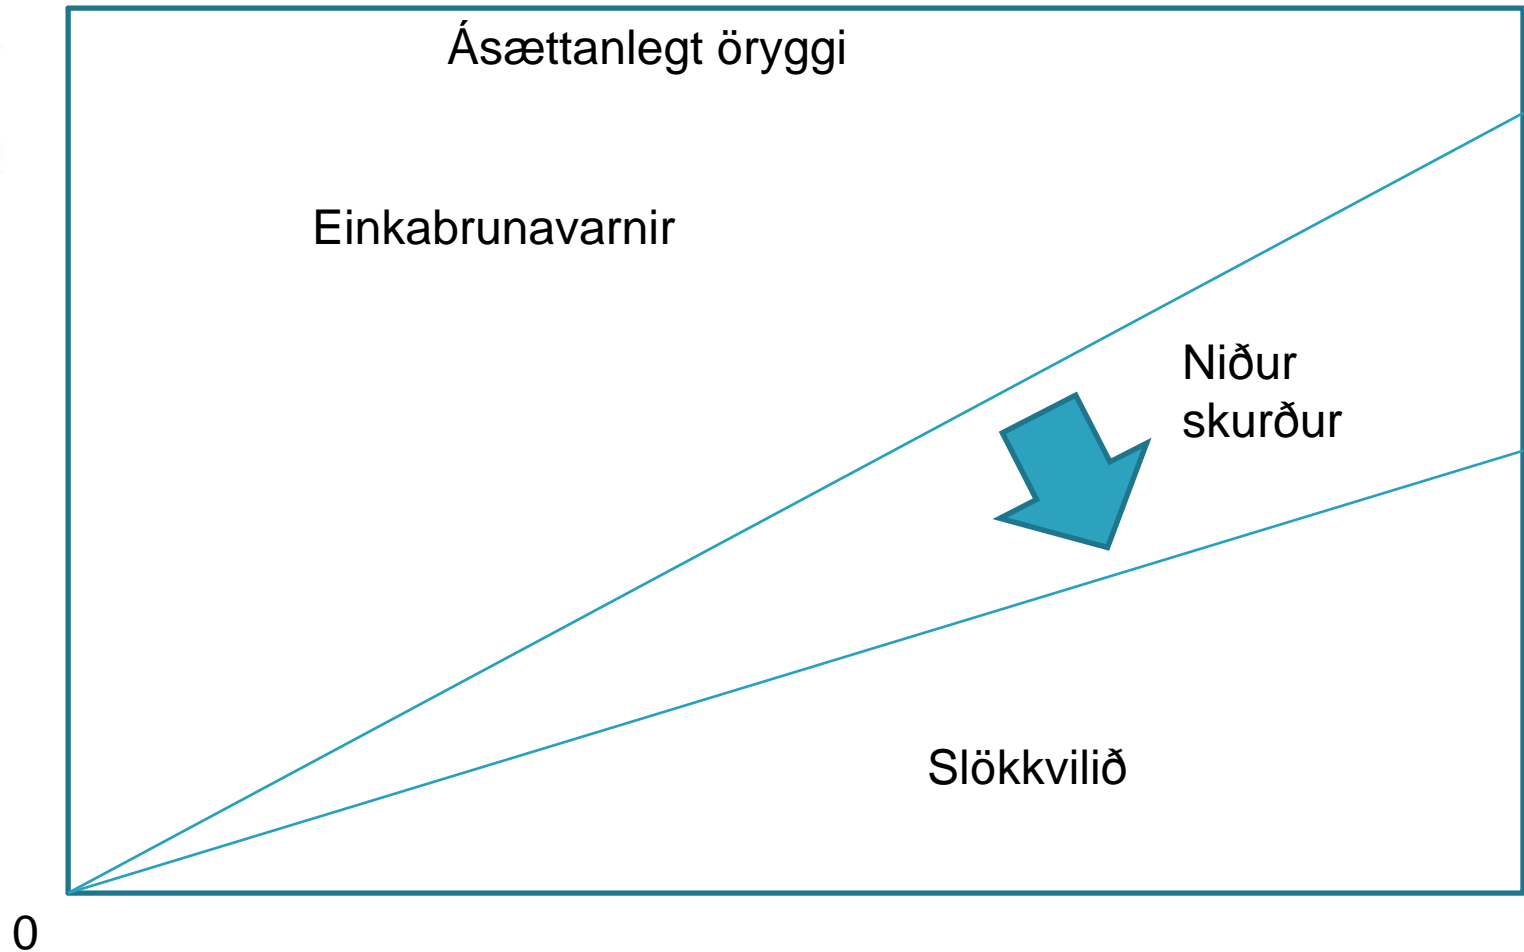 Ásættanlegt öryggi
Einkabrunavarnir
Niður
skurður
Slökkvilið
0